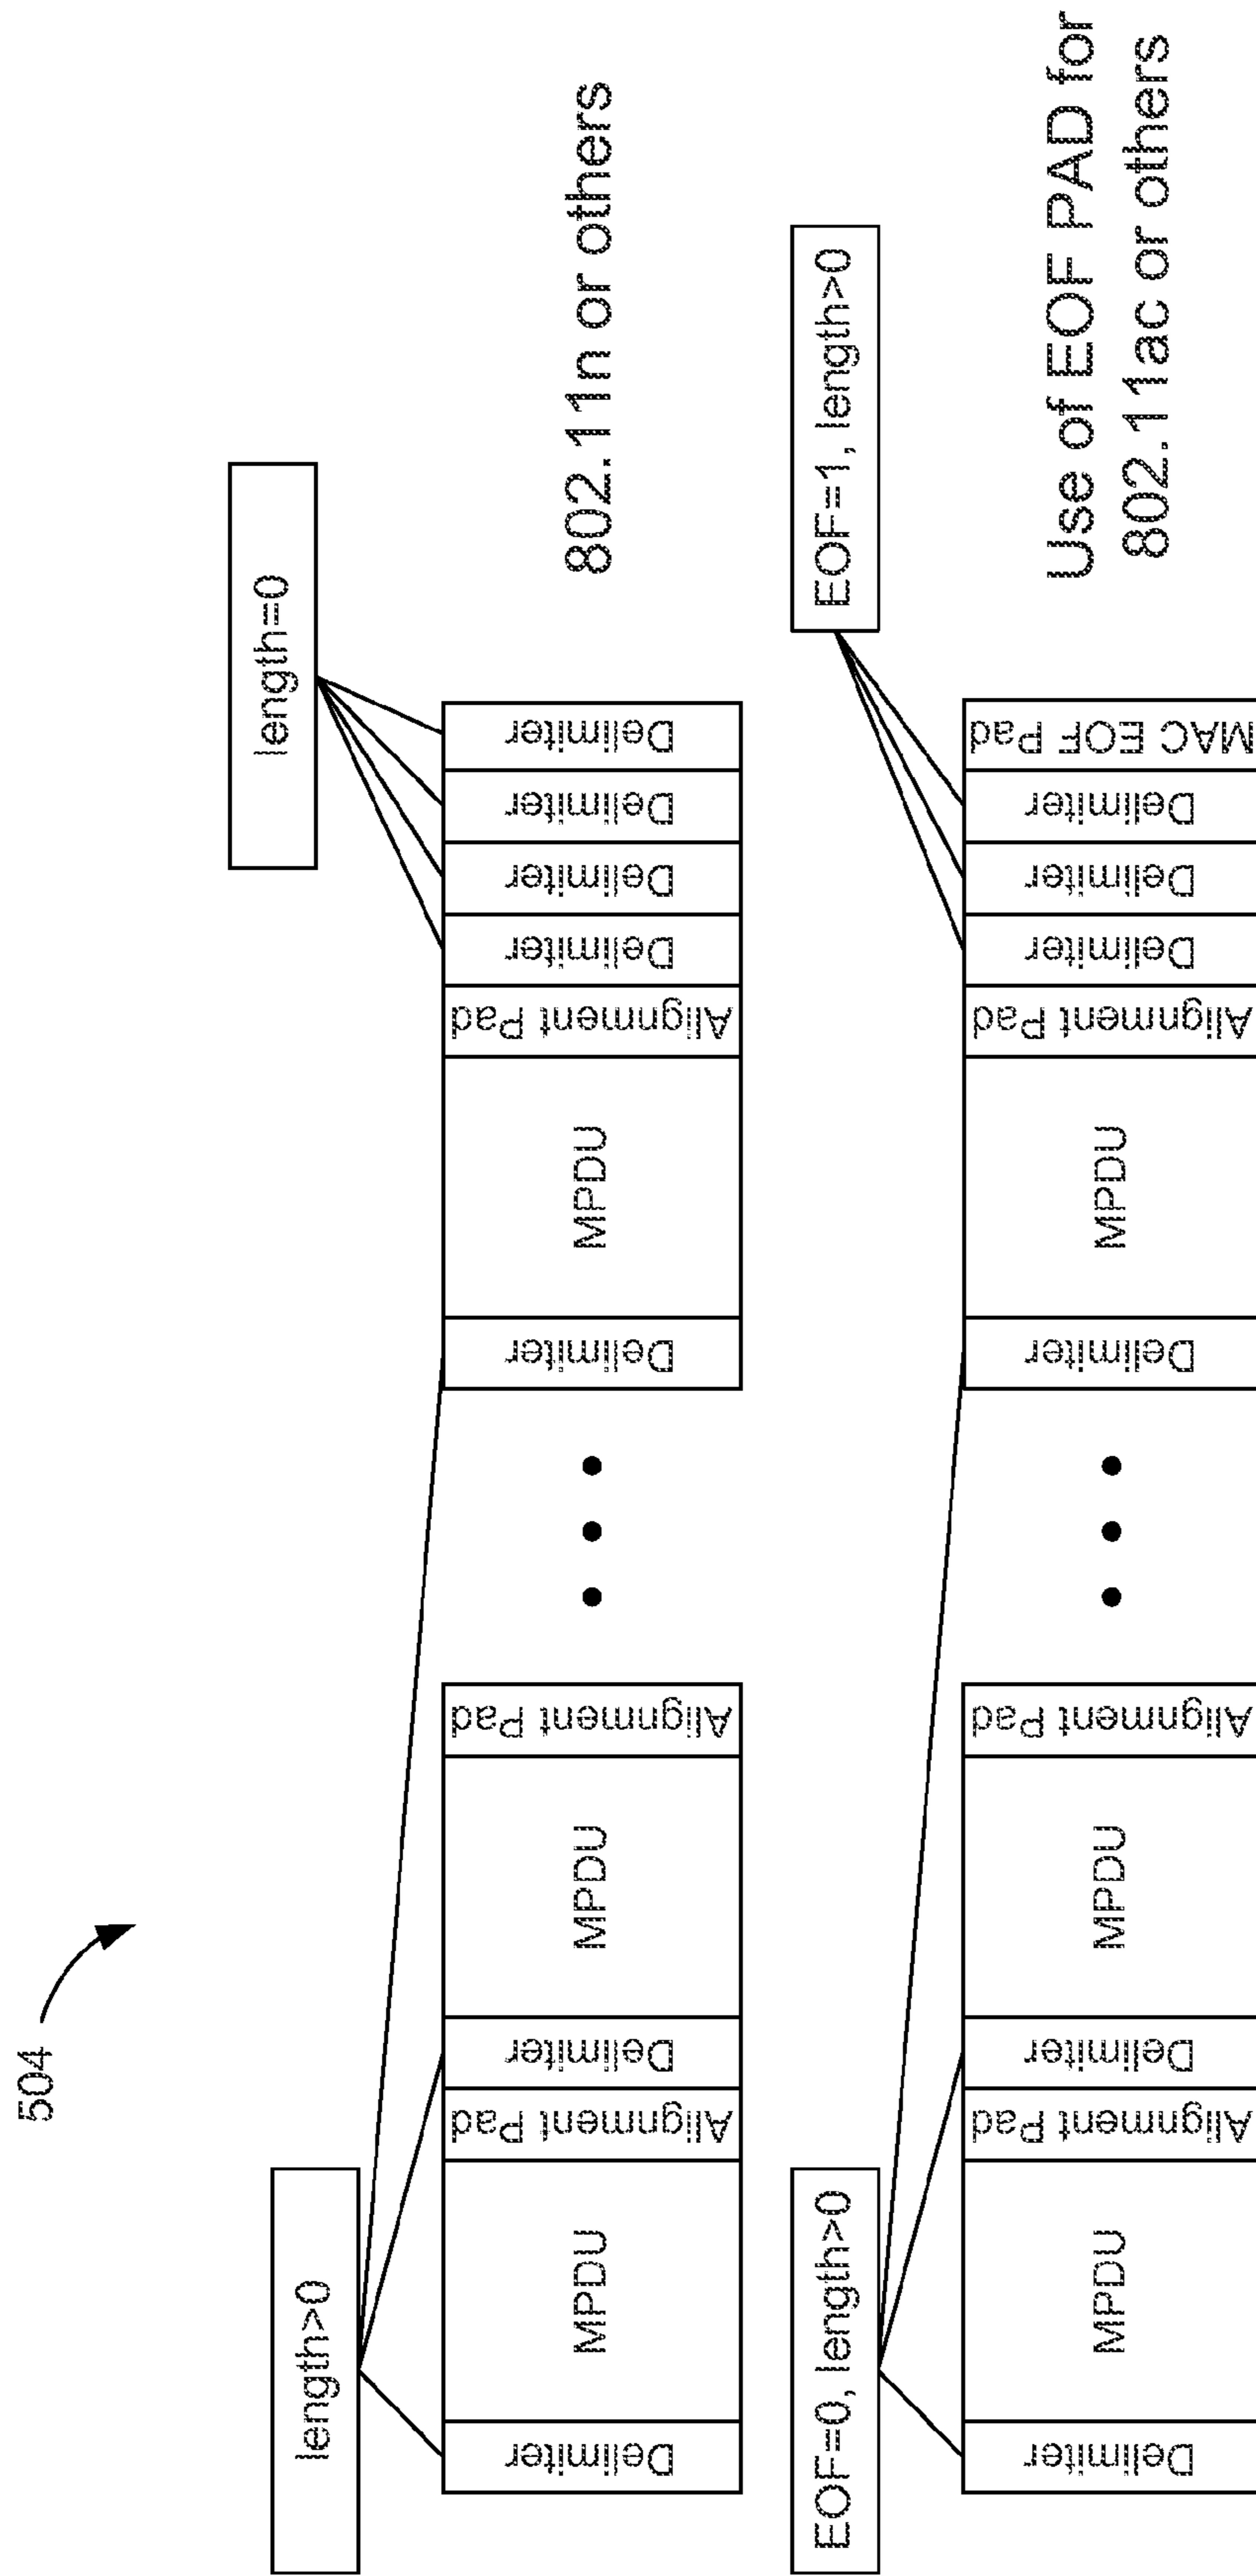 504
length>0
length=0
Delimiter
MPDU
Alignment Pad
Delimiter
MPDU
Alignment Pad
Delimiter
MPDU
Alignment Pad
Delimiter
Delimiter
Delimiter
Delimiter
802.11n or others
EOF=0, length>0
EOF=1, length>0
Delimiter
MPDU
Alignment Pad
Delimiter
MPDU
Alignment Pad
Delimiter
MPDU
Alignment Pad
Delimiter
Delimiter
Delimiter
MAC EOF Pad
Use of EOF PAD for
802.11ac or others